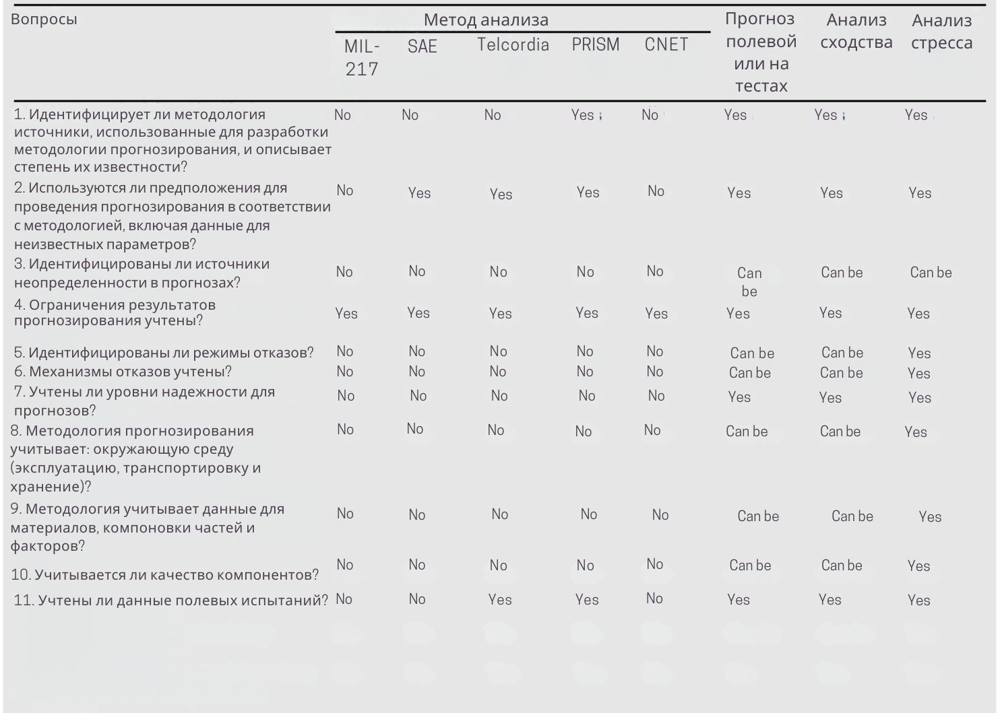 Вопросы
Метод анализа
Прогноз полевой или на тестах
Анализ сходства
Анализ стресса
MIL-217
SAE
Telcordia
PRISM
CNET
1. Идентифицирует ли методология
источники, использованные для разработки
методологии прогнозирования, и описывает
степень их известности?
No No No Yes No Yes Yes Yes
2. Используются ли предположения для
проведения прогнозирования в соответствии
с методологией, включая данные для
неизвестных параметров?
No Yes Yes Yes No Yes Yes Yes
3. Идентифицированы ли источники
неопределенности в прогнозах?
No No No No No Can be Can be Can be
4. Ограничения результатов
прогнозирования учтены?
Yes Yes Yes Yes Yes Yes Yes Yes
5. Идентифицированы ли режимы отказов?
No No No No No Can be Can be Yes
6. Механизмы отказов учтены?
No No No No No Can be Can be Yes
7. Учтены ли уровни надежности для
прогнозов?
No No No No No Yes Yes Yes
8. Методология прогнозирования
учитывает: окружающую среду
(эксплуатацию, транспортировку и
хранение)?
No No No No No Can be Can be Yes
9. Методология учитывает данные для
материалов, компоновки частей и
факторов?
No No No No No Can be Can be Yes
10. Учитывается ли качество компонентов?
No No No No No Can be Can be Yes
11. Учтены ли данные полевых испытаний?
No No Yes Yes No Yes Yes Yes